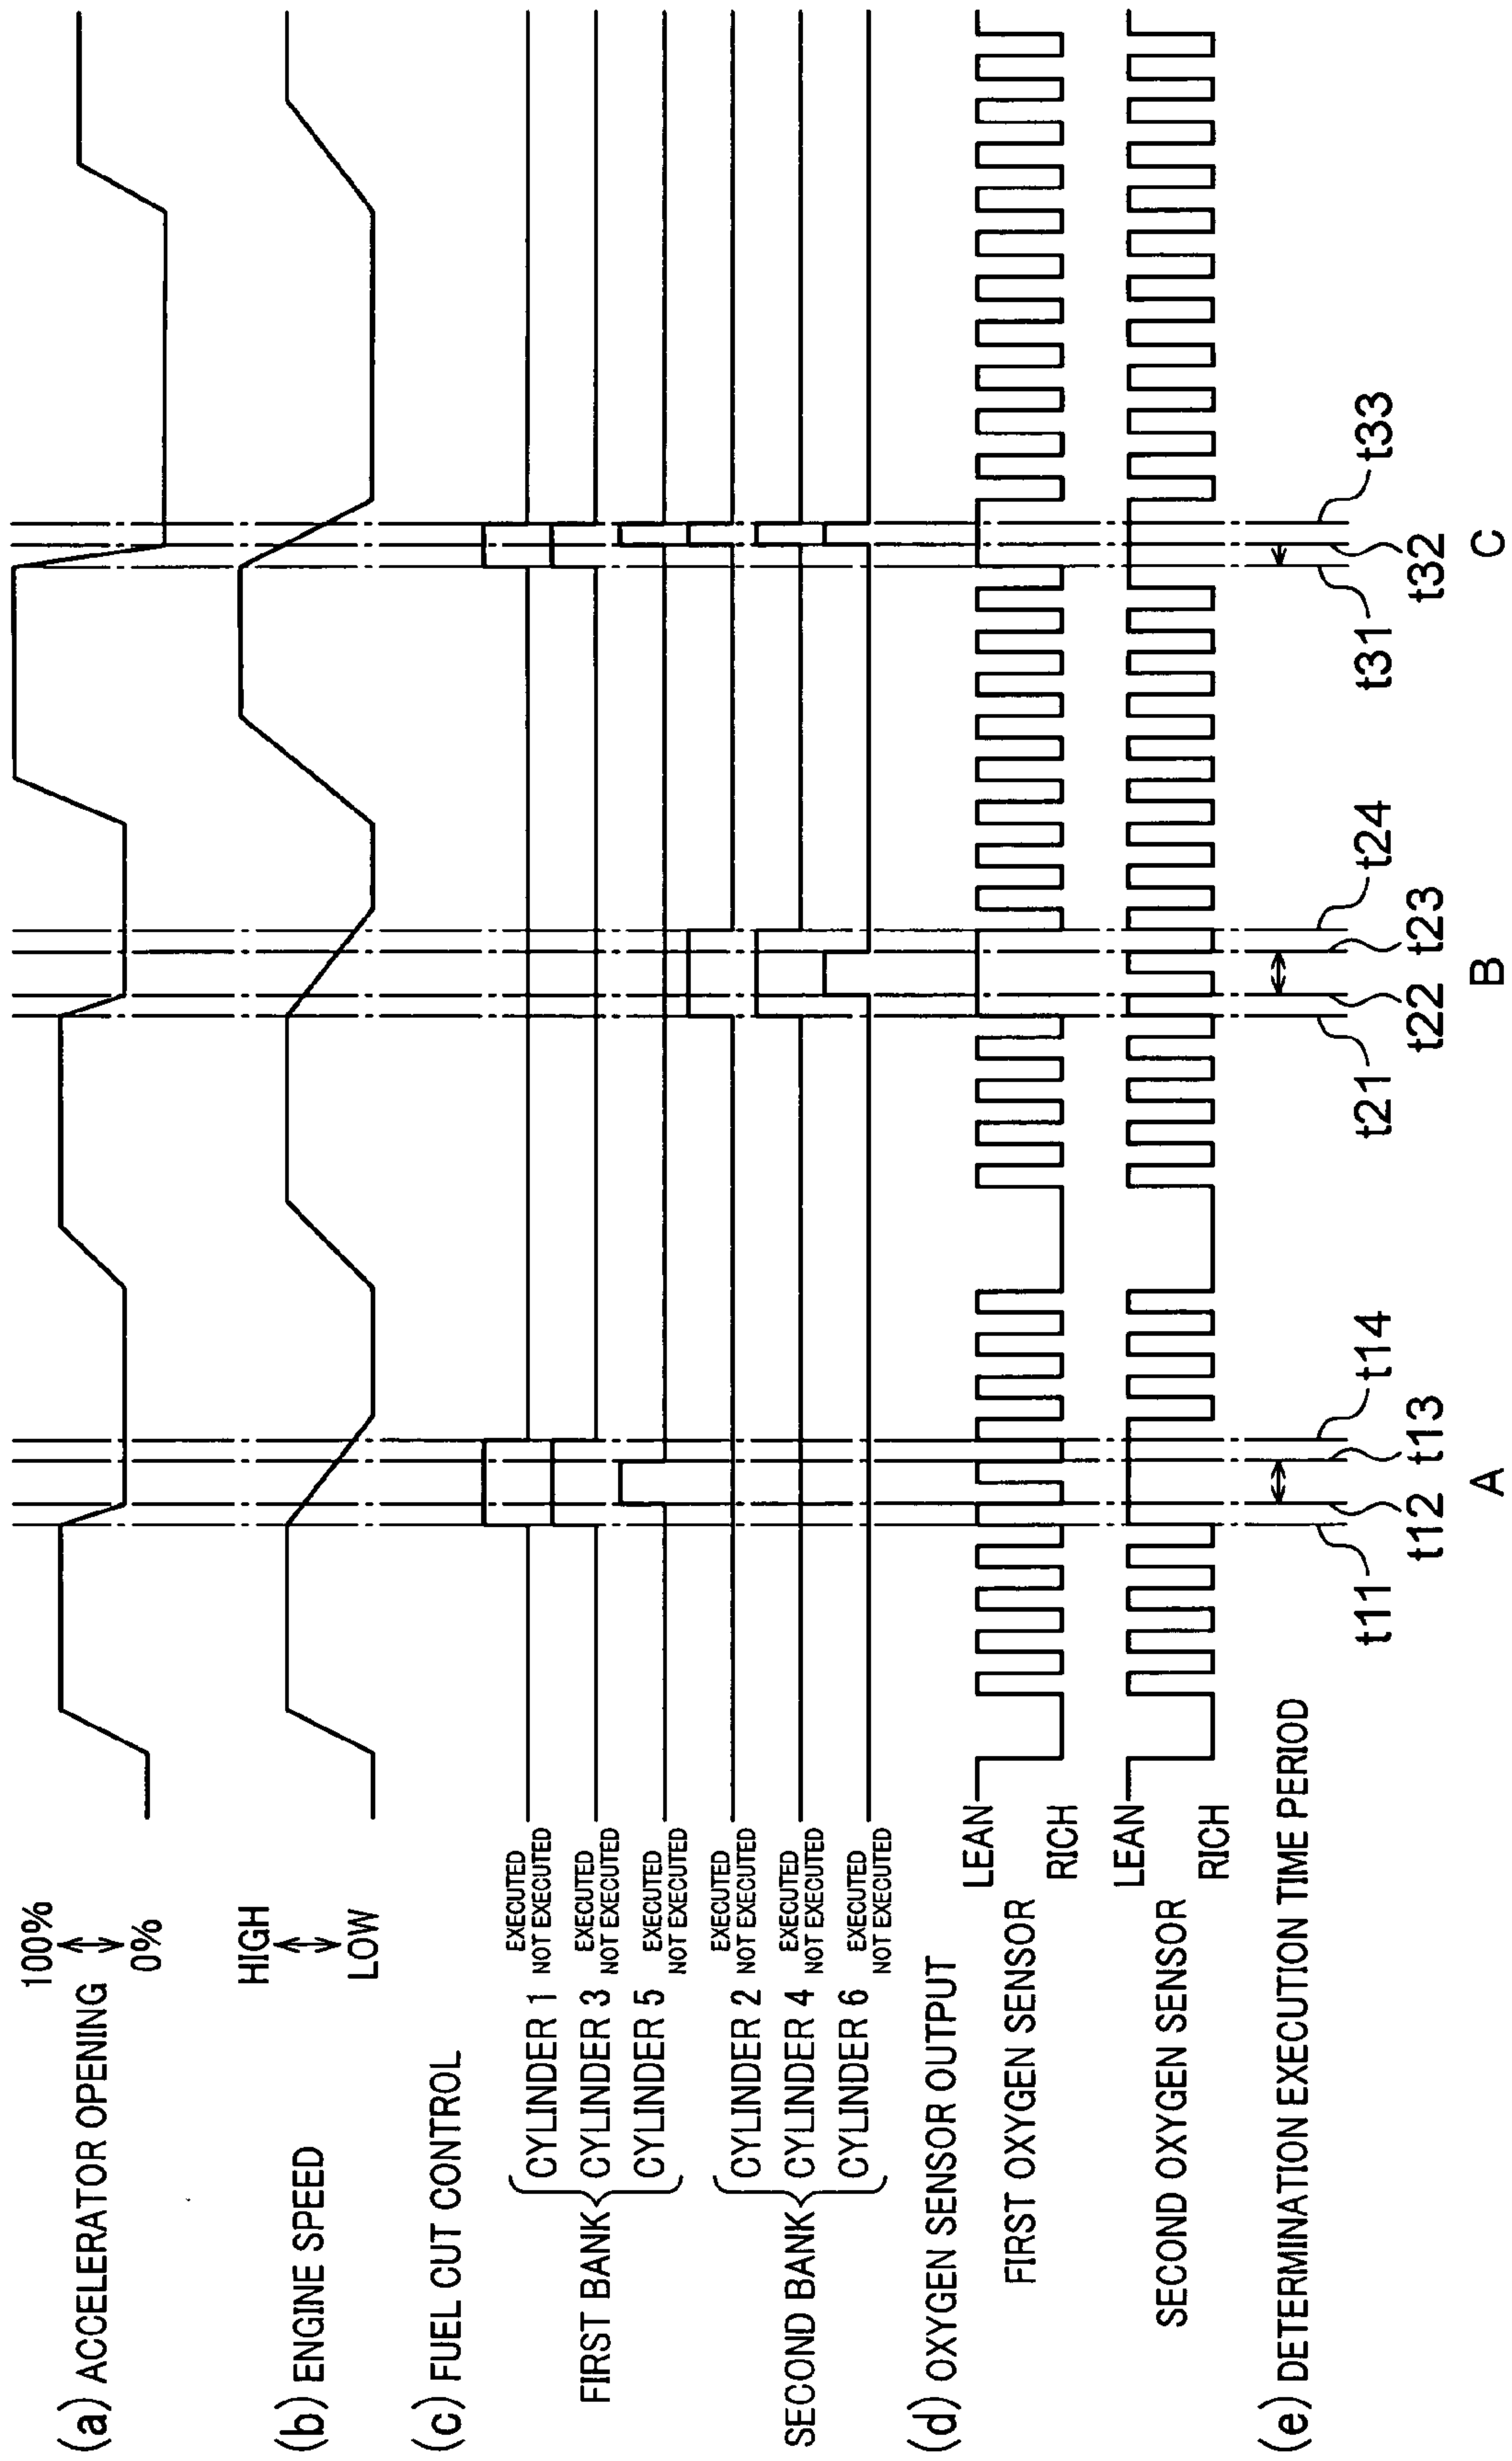 (a) ACCELERATOR OPENING
100%
0%
(b) ENGINE SPEED
HIGH
LOW
(c) FUEL CUT CONTROL
FIRST BANK
CYLINDER 1
EXECUTED
NOT EXECUTED
CYLINDER 3
EXECUTED
NOT EXECUTED
CYLINDER 5
EXECUTED
NOT EXECUTED
SECOND BANK
CYLINDER 2
EXECUTED
NOT EXECUTED
CYLINDER 4
EXECUTED
NOT EXECUTED
CYLINDER 6
EXECUTED
NOT EXECUTED
(d) OXYGEN SENSOR OUTPUT
FIRST OXYGEN SENSOR
LEAN
RICH
SECOND OXYGEN SENSOR
LEAN
RICH
(e) DETERMINATION EXECUTION TIME PERIOD
t11
t12
t13
t14
t21
t22
t23
t24
t31
t32
t33
A
B
C